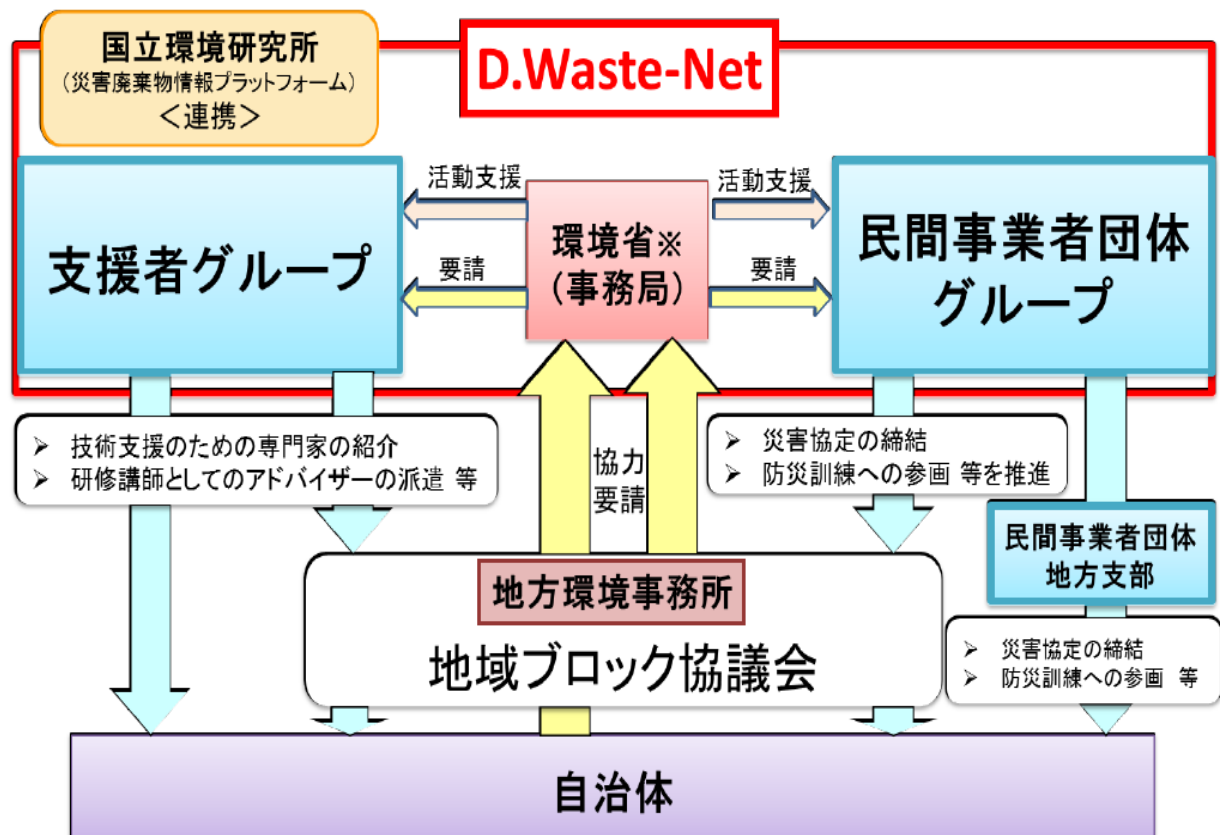 国立環境研究所
（災害廃棄物情報プラットフォーム）
＜連携＞
D.Waste-Net
支援者グループ
活動支援
要請
環境省※
（事務局）
活動支援
要請
民間事業者団体
グループ
➢ 技術支援のための専門家の紹介
➢ 研修講師としてのアドバイザーの派遣 等
協力
要請
➢ 災害協定の締結
➢ 防災訓練への参画 等を推進
民間事業者団体
地方支部
地方環境事務所
地域ブロック協議会
➢ 災害協定の締結
➢ 防災訓練への参画 等
自治体